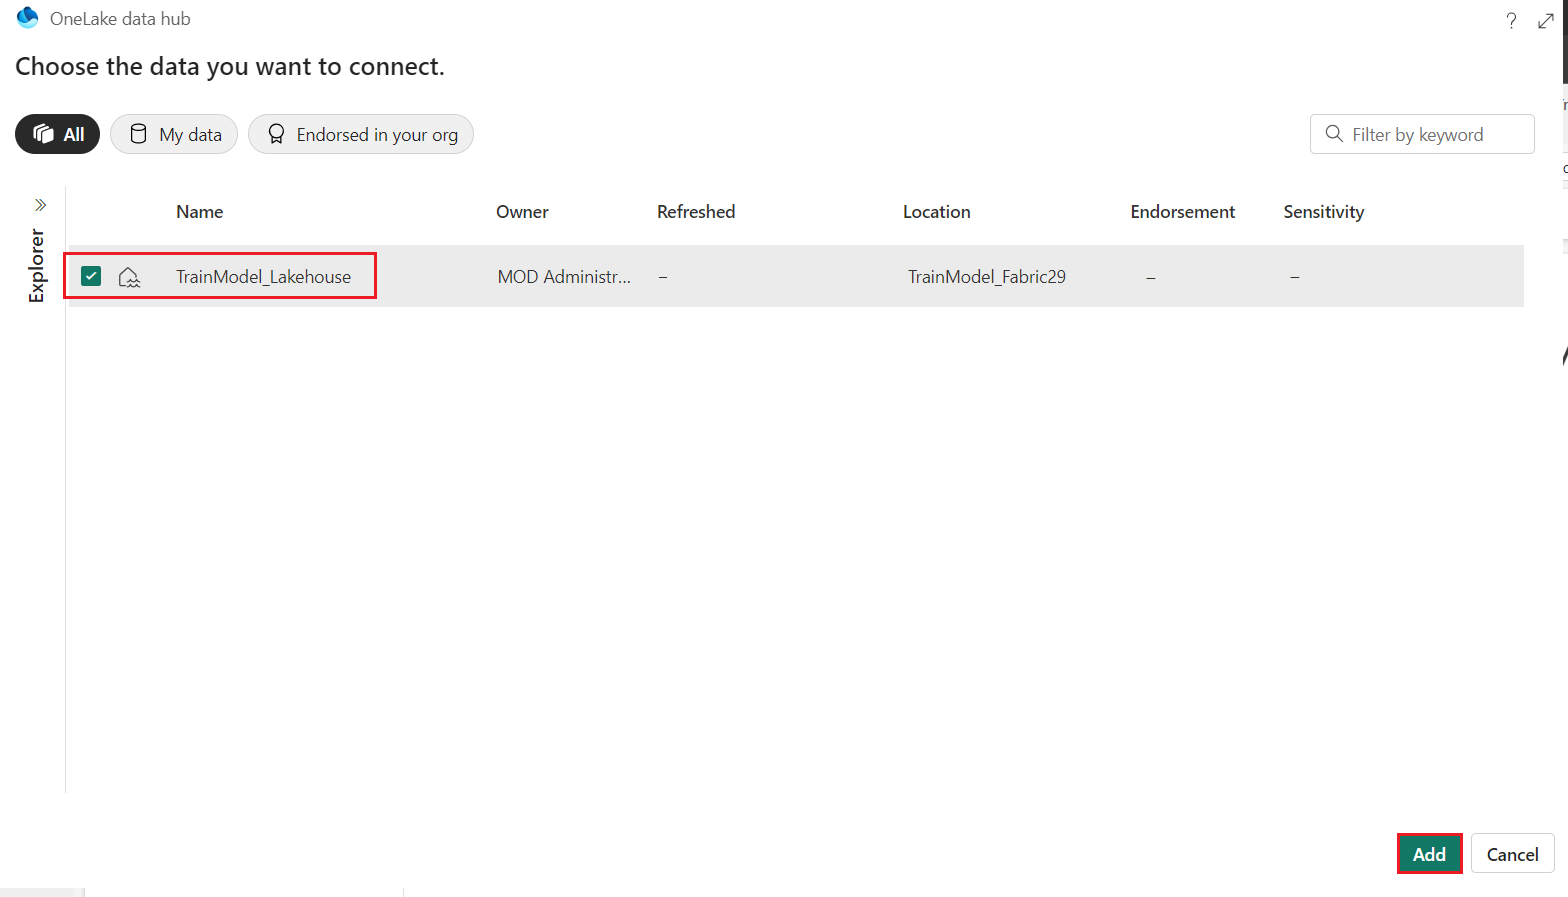 OneLake data hub
?
Choose the data you want to connect.
All
My data
Endorsed in your org
Filter by keyword
Explorer
Name Owner Refreshed Location Endorsement Sensitivity
TrainModel_Lakehouse MOD Administr... – TrainModel_Fabric29 – –
Add
Cancel